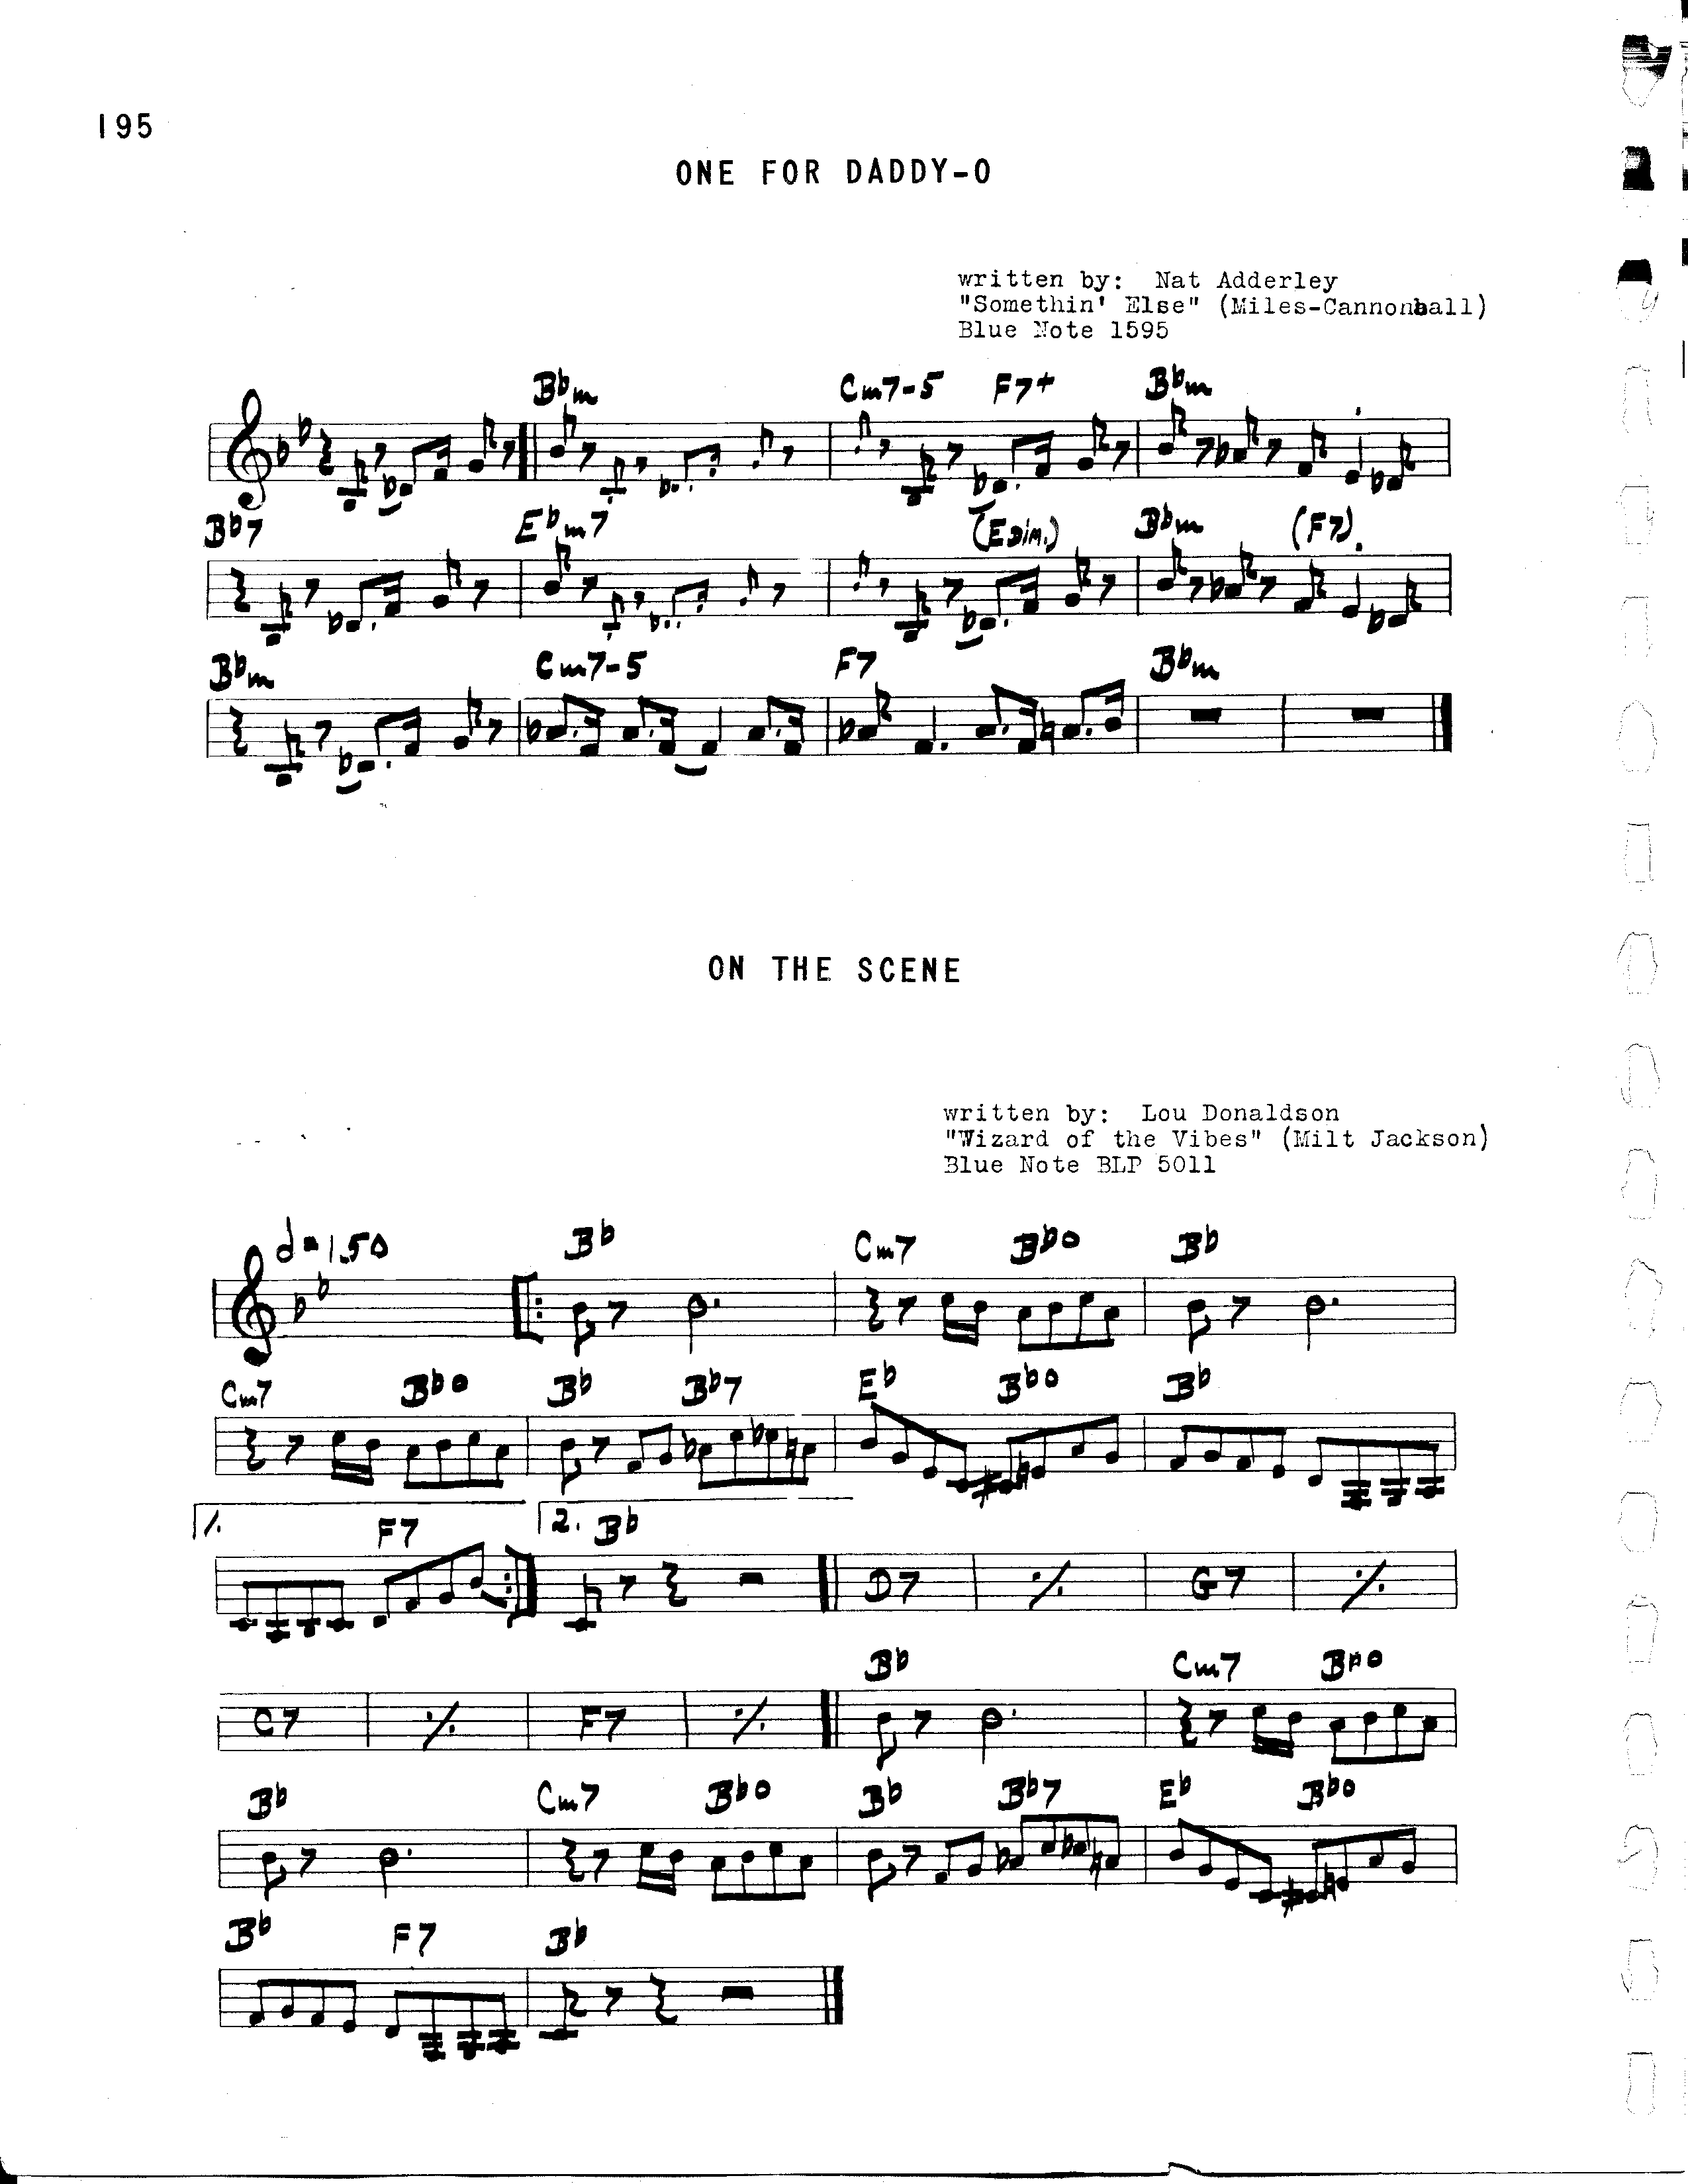 195
ONE FOR DADDY-O
written by: Nat Adderley
"Somethin' Else" (Miles-Cannonball)
Blue Note 1595
Bbm Cm7-5 F7+ Bbm
Bb7 Ebm7 (E DIM.) Bbm (F7)
Bbm Cm7-5 F7 Bbm
ON THE SCENE
written by: Lou Donaldson
"Wizard of the Vibes" (Milt Jackson)
Blue Note BLP 5011
d=150 Bb Cm7 Bbo Bb
Cm7 Bbo Bb Bb7 Eb Bbo Bb
1. F7 2. Bb
D7 G7
Bb Cm7 Bbo
C7 F7
Bb Cm7 Bbo Bb Bb7 Eb Bbo
Bb F7 Bb